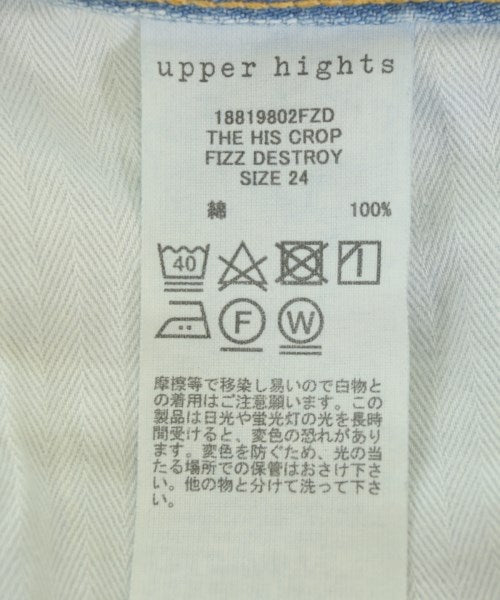 upper hights
18819802FZD
THE HIS CROP
FIZZ DESTROY
SIZE 24
綿 100%
40
F W
摩擦等で移染し易いので白物と
の着用はご注意願います。この
製品は日光や蛍光灯の光を長時
間受けると、変色の恐れがあり
ます。変色を防ぐため、光の当
たる場所での保管はおさけ下さ
い。他の物と分けて洗って下さ
い。